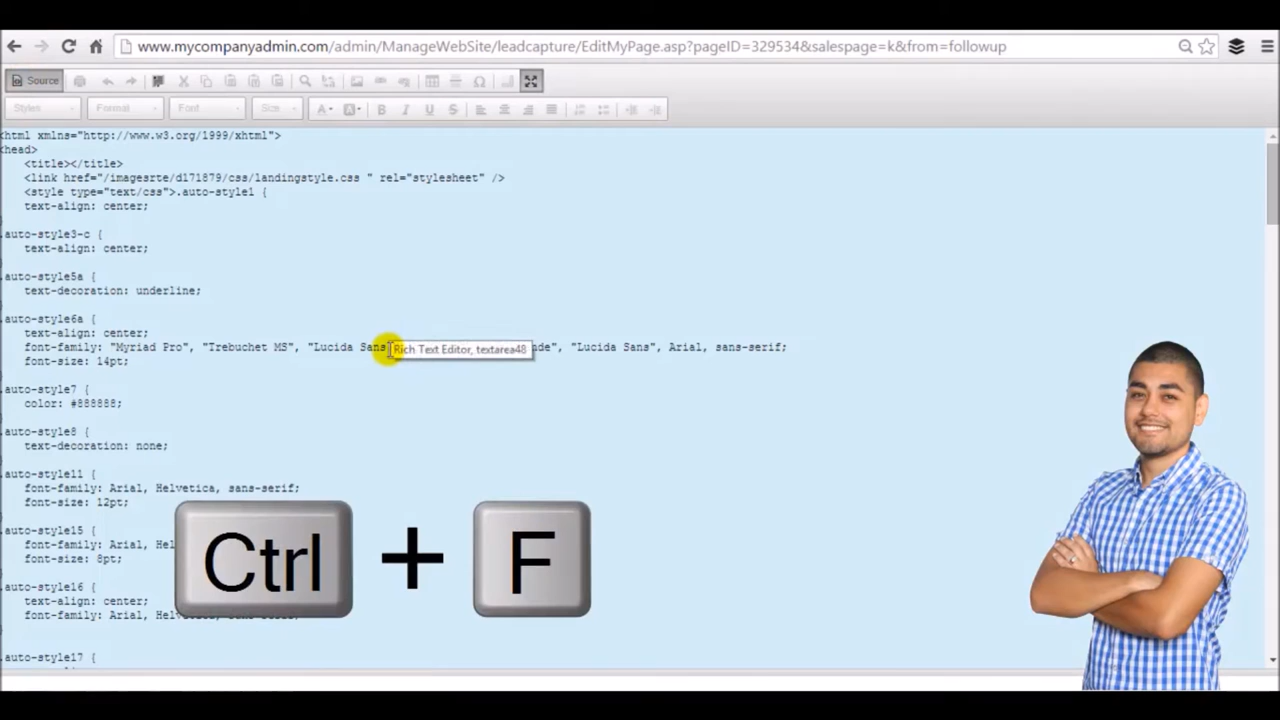 www.mycompanyadmin.com/admin/ManageWebSite/leadcapture/EditMyPage.asp?pageID=329534&salespage=k&from=followup
Source
Styles Format Font Size A A B I U S
<html xmlns="http://www.w3.org/1999/xhtml">
<head>
<title></title>
<link href="/imagesrte/d171879/css/landingstyle.css " rel="stylesheet" />
<style type="text/css">.auto-style1 {
text-align: center;
.auto-style3-c {
text-align: center;
.auto-style5a {
text-decoration: underline;
.auto-style6a {
text-align: center;
font-family: "Myriad Pro", "Trebuchet MS", "Lucida Sans Rich Text Editor, textarea48 nde", "Lucida Sans", Arial, sans-serif;
font-size: 14pt;
.auto-style7 {
color: #888888;
.auto-style8 {
text-decoration: none;
.auto-style11 {
font-family: Arial, Helvetica, sans-serif;
font-size: 12pt;
.auto-style15 {
font-family: Arial, Hel
font-size: 8pt;
.auto-style16 {
text-align: center;
font-family: Arial,
.auto-style17 {
Ctrl + F